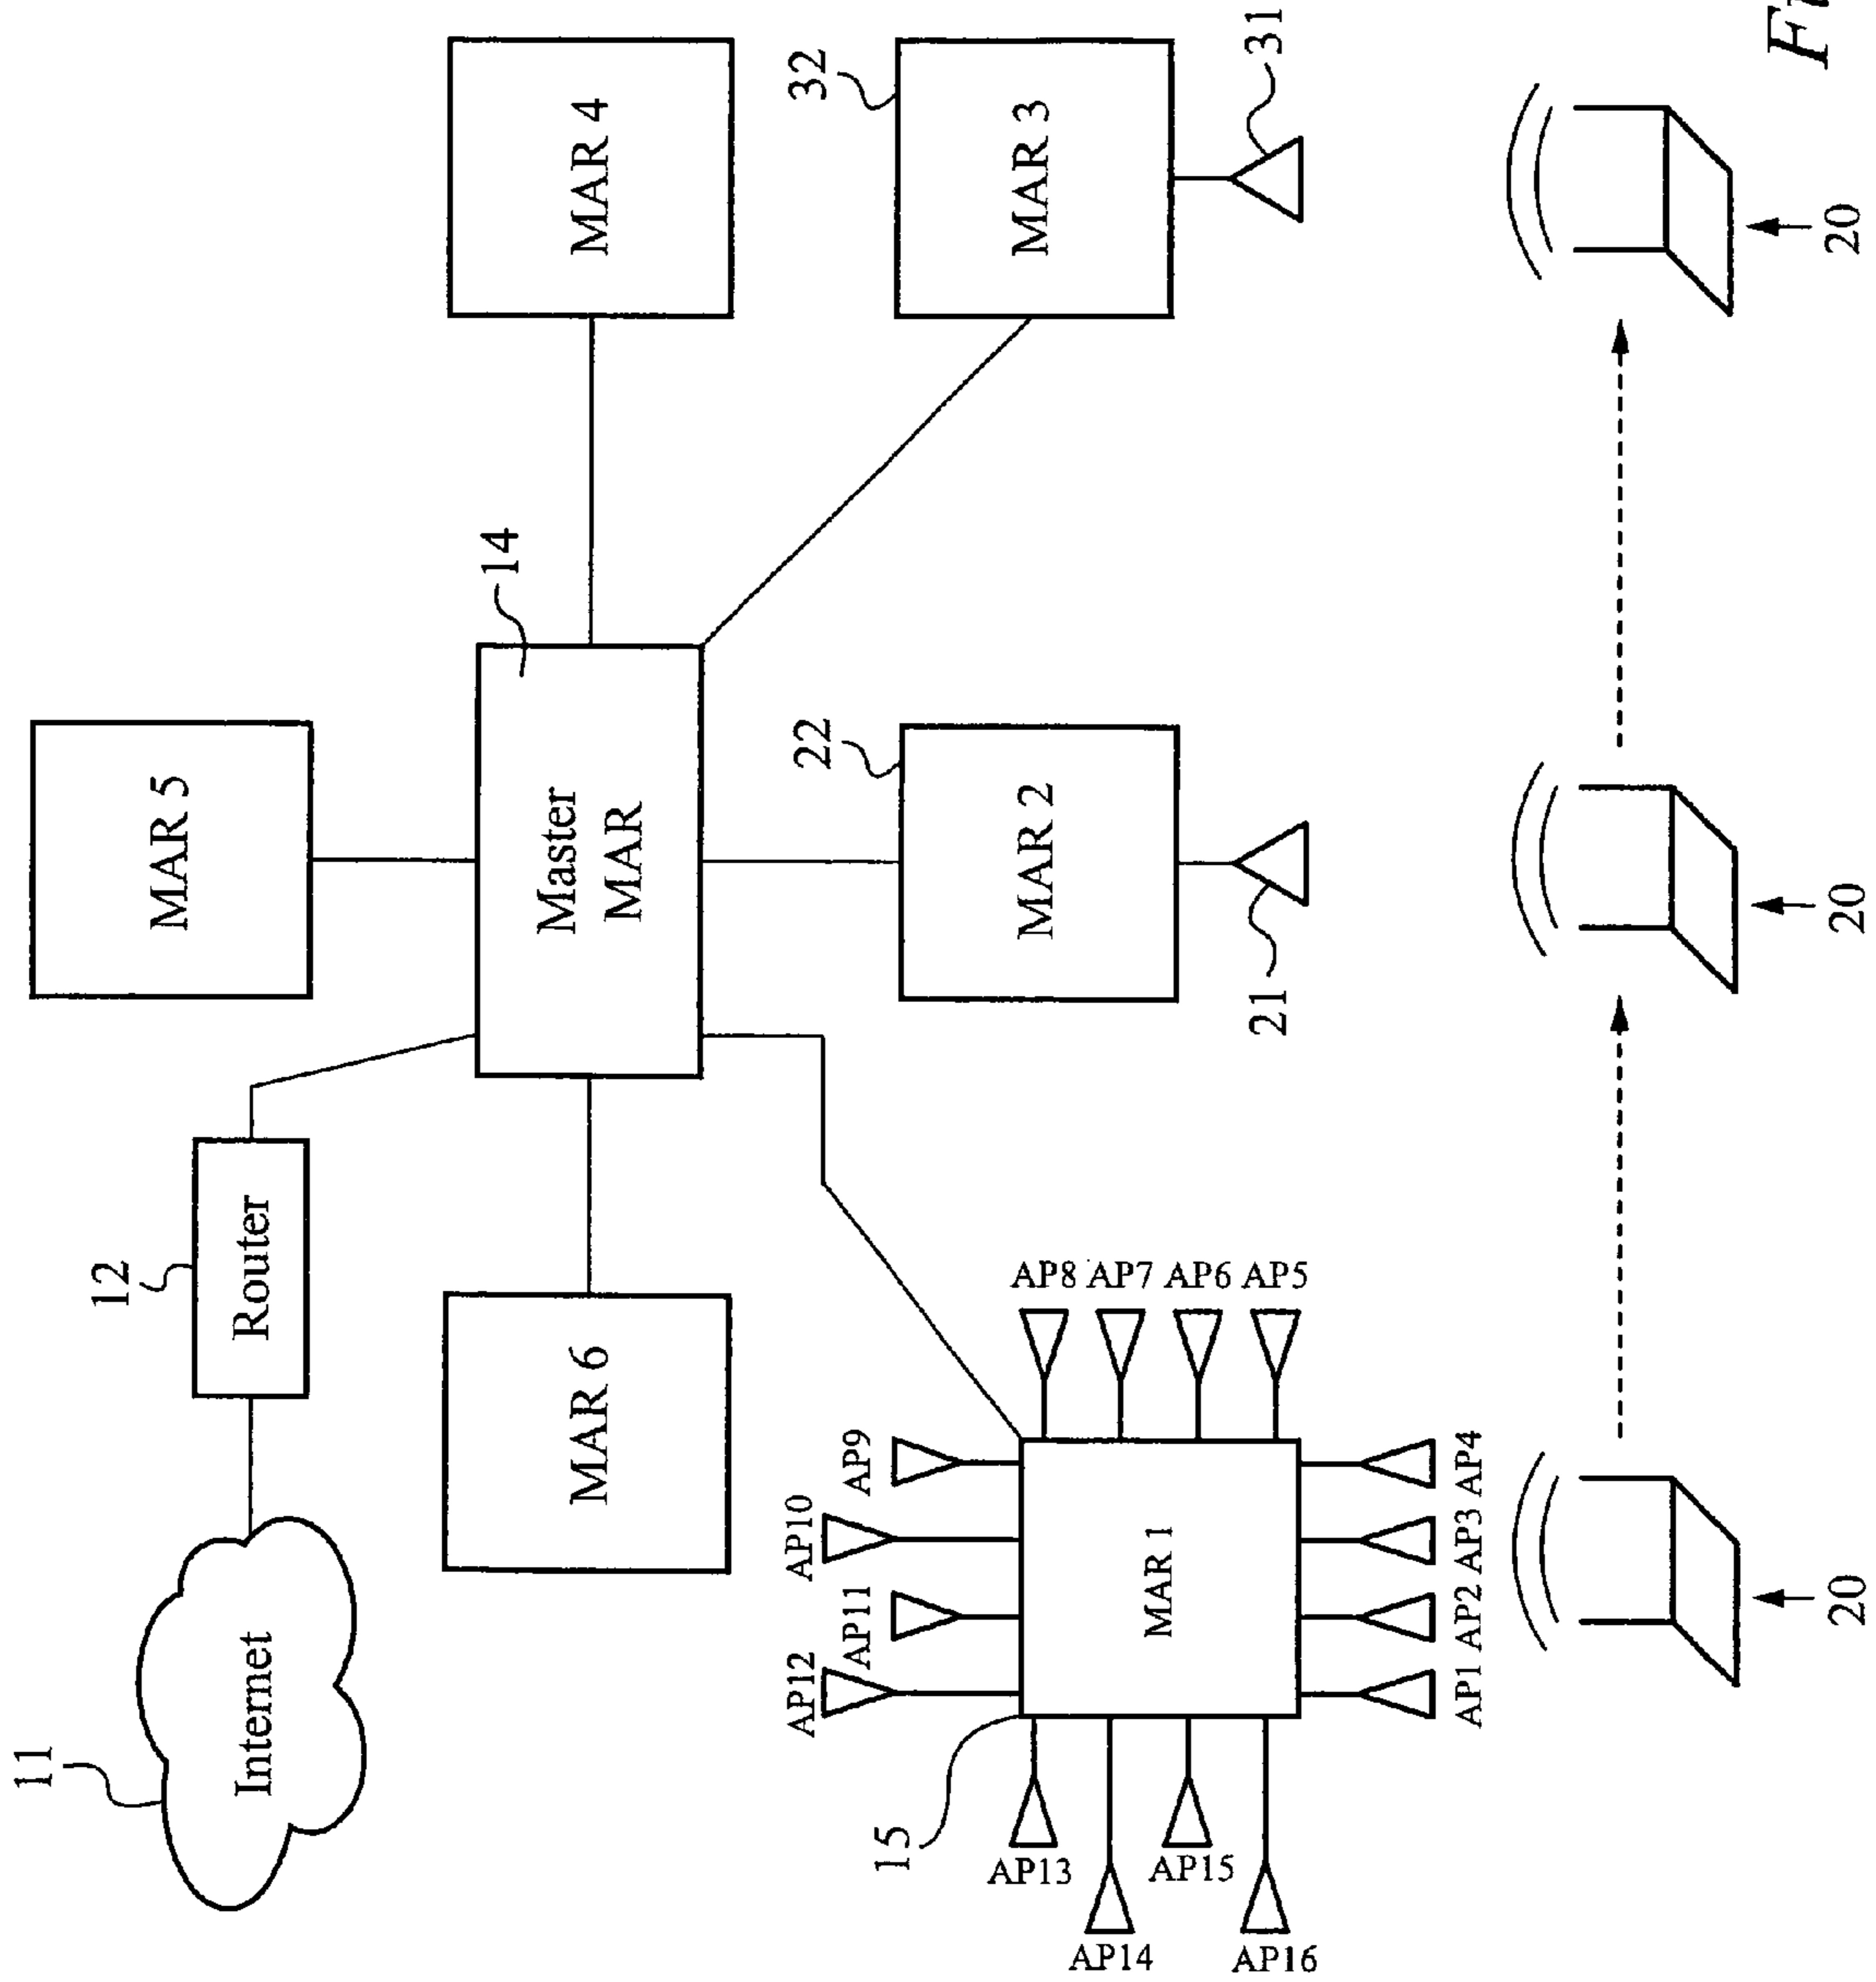 11
12
MAR 5
Internet
Router
14
MAR 6
Master
MAR
MAR 4
AP12
AP10
22
32
AP11
AP9
15
AP13
AP8
AP14
AP7
MAR 1
MAR 2
MAR 3
AP15
AP6
AP16
AP5
21
31
AP1 AP2 AP3 AP4
20
20
20